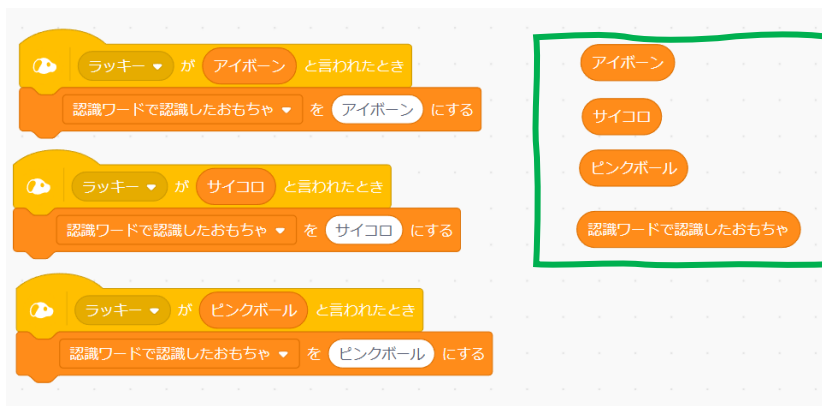 ラッキー が アイボーン と言われたとき
認識ワードで認識したおもちゃ を アイボーン にする
ラッキー が サイコロ と言われたとき
認識ワードで認識したおもちゃ を サイコロ にする
ラッキー が ピンクボール と言われたとき
認識ワードで認識したおもちゃ を ピンクボール にする
アイボーン
サイコロ
ピンクボール
認識ワードで認識したおもちゃ